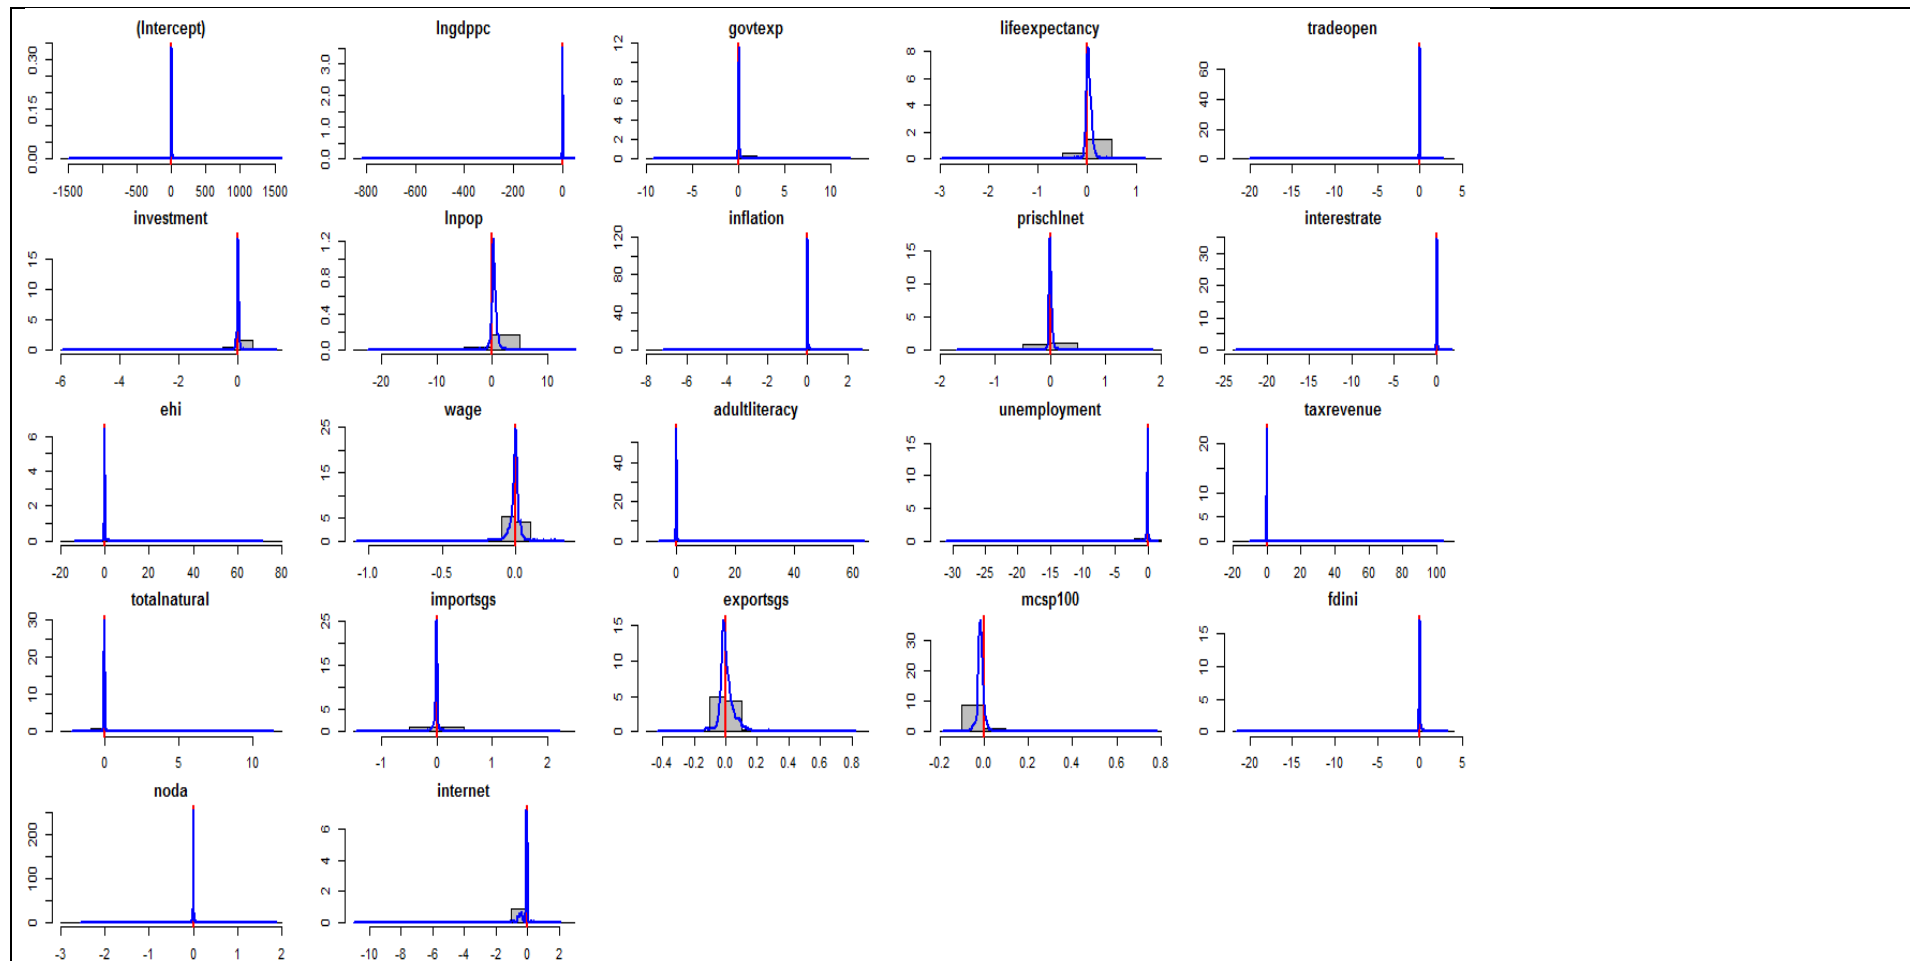 (Intercept) lngdppc govtexp lifeexpectancy tradeopen
0.00 0.15 0.30
-1500 -500 0 500 1000 1500
0.0 1.0 2.0 3.0
-800 -600 -400 -200 0
0 2 4 6 8 12
-10 -5 0 5 10
0 2 4 6 8
-3 -2 -1 0 1
0 20 40 60
-20 -15 -10 -5 0 5
investment lnpop inflation prischlnet interestrate
0 5 10 15
-6 -4 -2 0
0.0 0.4 0.8 1.2
-20 -10 0 10
0 40 80 120
-8 -6 -4 -2 0 2
0 5 10 15
-2 -1 0 1 2
0 5 10 20 30
-25 -20 -15 -10 -5 0
ehi wage adultliteracy unemployment taxrevenue
0 2 4 6
-20 0 20 40 60 80
0 5 15 25
-1.0 -0.5 0.0
0 20 40
0 20 40 60
0 5 10 15
-30 -25 -20 -15 -10 -5 0
0 5 10 20
-20 0 20 40 60 80 100
totalnatural importsgs exportsgs mcsp100 fdini
0 10 20 30
0 5 10
0 5 15 25
-1 0 1 2
0 5 10 15
-0.4 -0.2 0.0 0.2 0.4 0.6 0.8
0 10 20 30
-0.2 0.0 0.2 0.4 0.6 0.8
0 5 10 15
-20 -15 -10 -5 0 5
noda internet
0 100 200
-3 -2 -1 0 1 2
0 2 4 6
-10 -8 -6 -4 -2 0 2